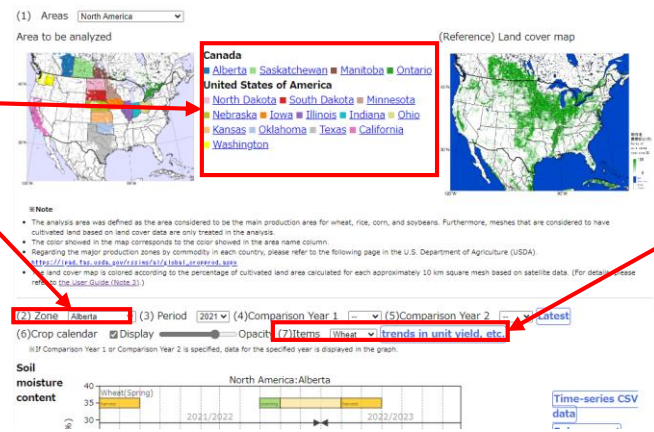 (1) Areas North America
Area to be analyzed
(Reference) Land cover map
Canada
Alberta Saskatchewan Manitoba Ontario
United States of America
North Dakota South Dakota Minnesota
Nebraska Iowa Illinois Indiana Ohio
Kansas Oklahoma Texas California
Washington
※Note
• The analysis area was defined as the area considered to be the main production area for wheat, rice, corn, and soybeans. Furthermore, meshes that are considered to have
cultivated land based on land cover data are only treated in the analysis.
• The color showed in the map corresponds to the color showed in the area name column.
• Regarding the major production zones by commodity in each country, please refer to the following page in the U.S. Department of Agriculture (USDA).
https://ipad.fas.usda.gov/rssiws/al/global_cropprod.aspx
land cover map is colored according to the percentage of cultivated land area calculated for each approximately 10 km square mesh based on satellite data. (For details, please
refer to the User Guide (Note 3).)
(2) Zone Alberta (3) Period 2021 (4)Comparison Year 1 -- (5)Comparison Year 2 -- Latest
(6)Crop calendar Display Opacity (7)Items Wheat trends in unit yield, etc.
※If Comparison Year 1 or Comparison Year 2 is specified, data for the specified year is displayed in the graph.
Soil
moisture
content
North America:Alberta
40
Wheat(Spring)
35
30
2021/2022
2022/2023
Time-series CSV
data